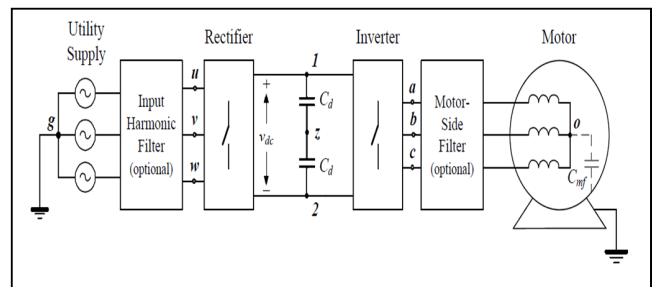 Utility
Supply
Rectifier
Inverter
Motor
g
Input
Harmonic
Filter
(optional)
u
v
w
+
v_dc
−
1
C_d
z
C_d
2
a
b
c
Motor-
Side
Filter
(optional)
o
C_mf